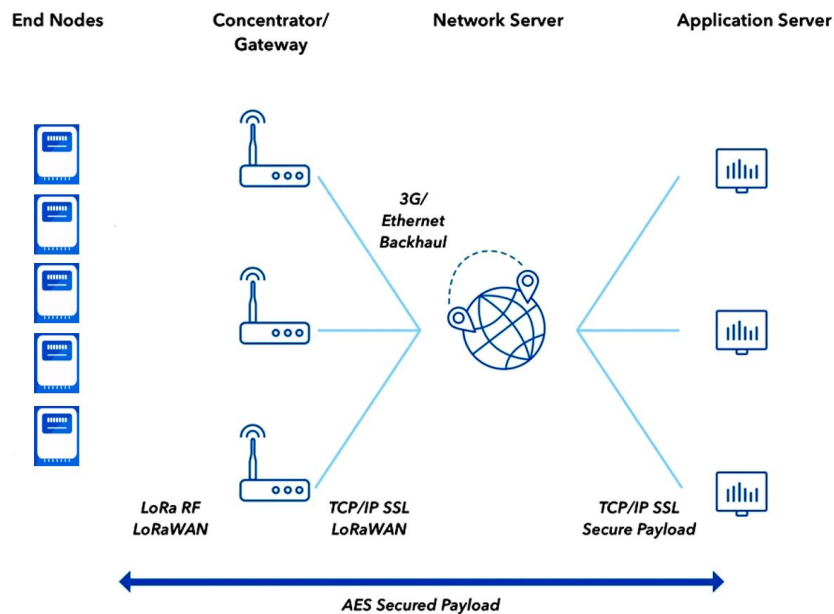 End Nodes
Concentrator/
Gateway
Network Server
Application Server
3G/
Ethernet
Backhaul
LoRa RF
LoRaWAN
TCP/IP SSL
LoRaWAN
TCP/IP SSL
Secure Payload
AES Secured Payload